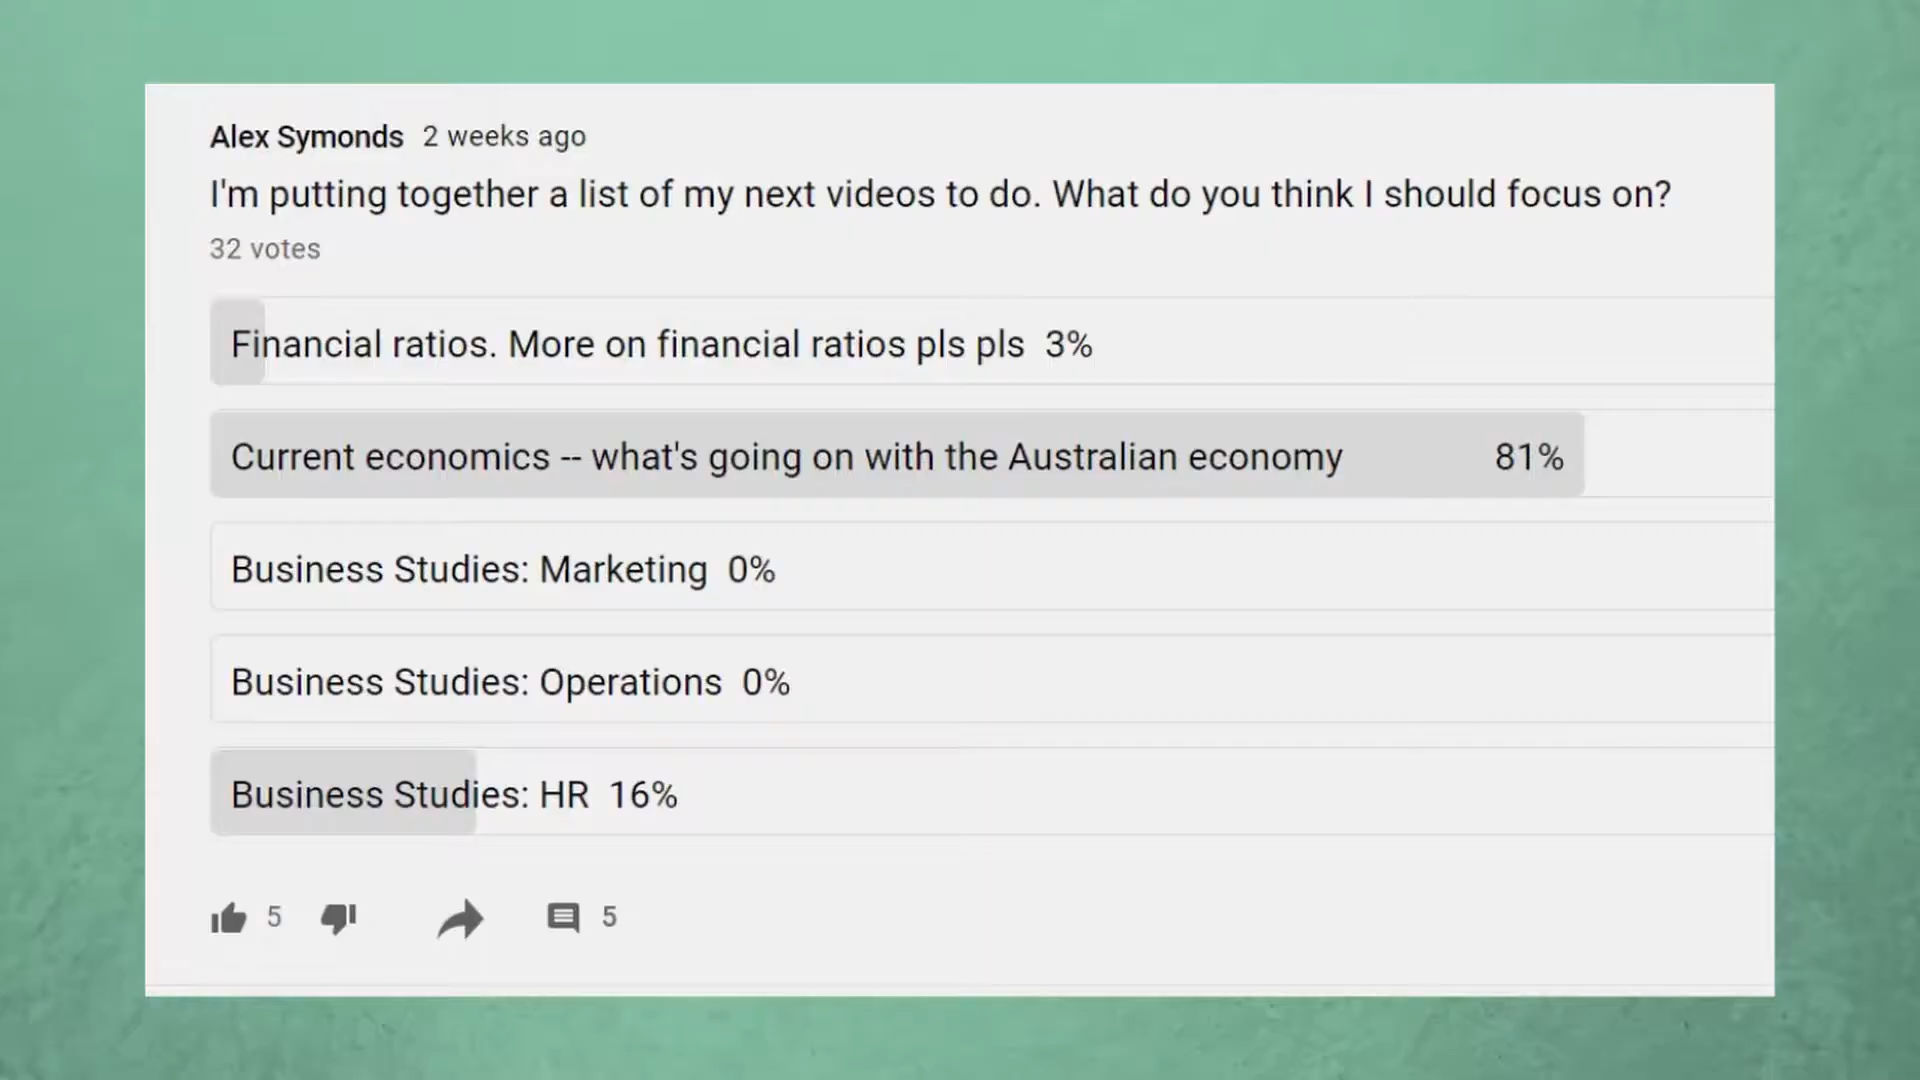 Alex Symonds 2 weeks ago
I'm putting together a list of my next videos to do. What do you think I should focus on?
32 votes
Financial ratios. More on financial ratios pls pls 3%
Current economics -- what's going on with the Australian economy 81%
Business Studies: Marketing 0%
Business Studies: Operations 0%
Business Studies: HR 16%
5 5